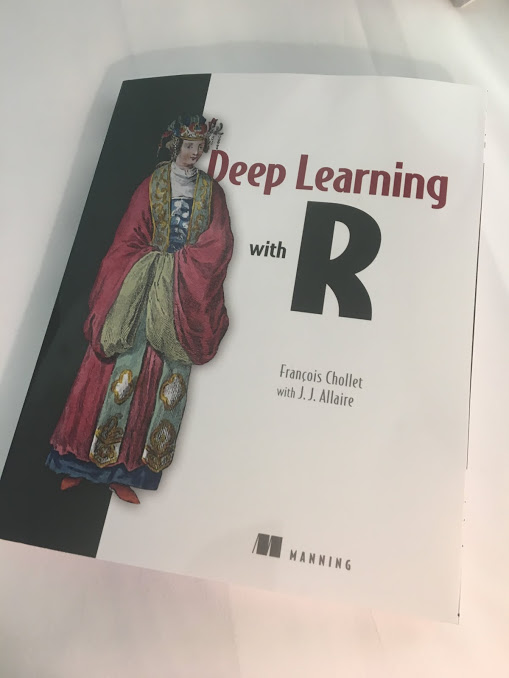 Deep Learning
with R
François Chollet
with J. J. Allaire
MANNING